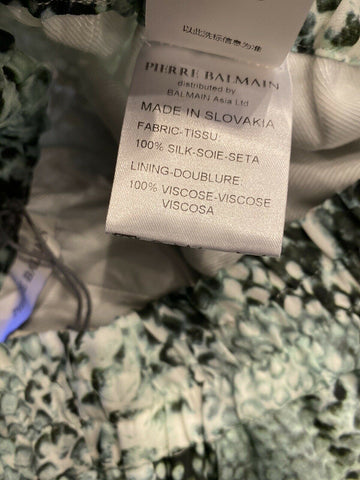 以此洗标信息为准
PIERRE BALMAIN
distributed by
BALMAIN Asia Ltd
MADE IN SLOVAKIA
FABRIC-TISSU:
100% SILK-SOIE-SETA
LINING-DOUBLURE:
100% VISCOSE-VISCOSE
VISCOSA